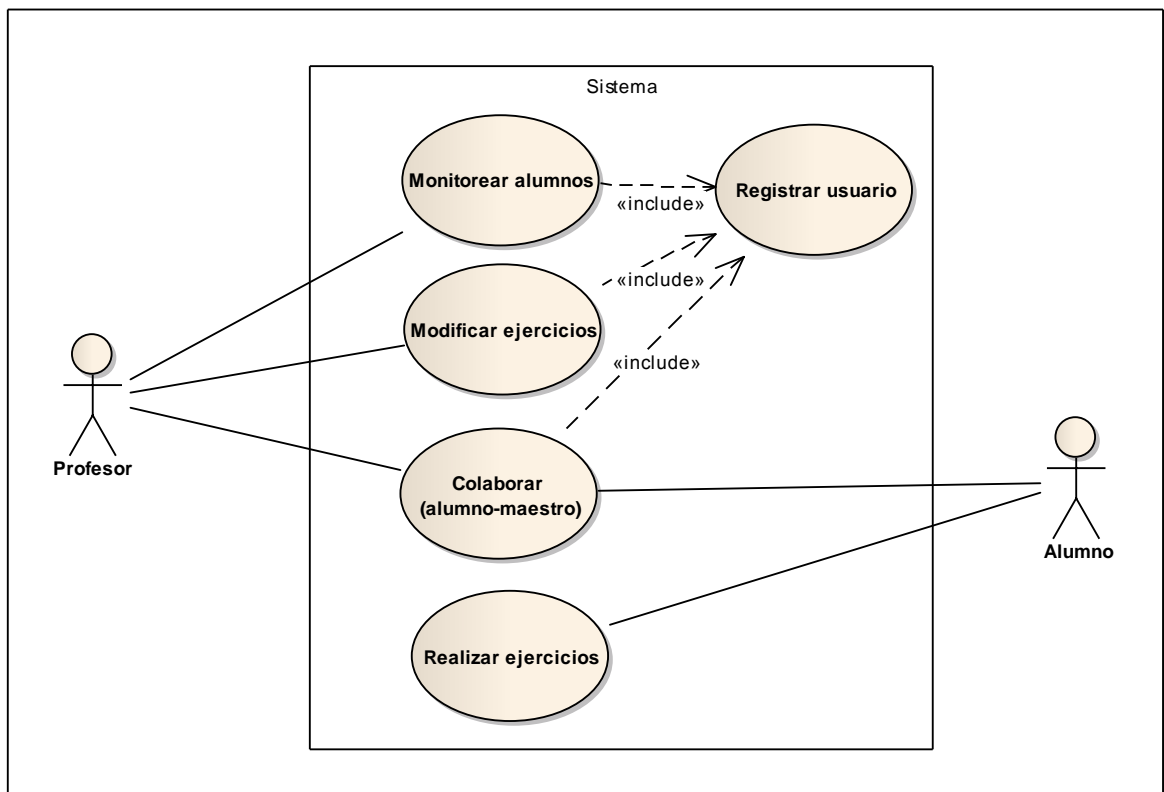 Sistema
Monitorear alumnos
Registrar usuario
«include»
Modificar ejercicios
«include»
«include»
Profesor
Colaborar
(alumno-maestro)
Alumno
Realizar ejercicios